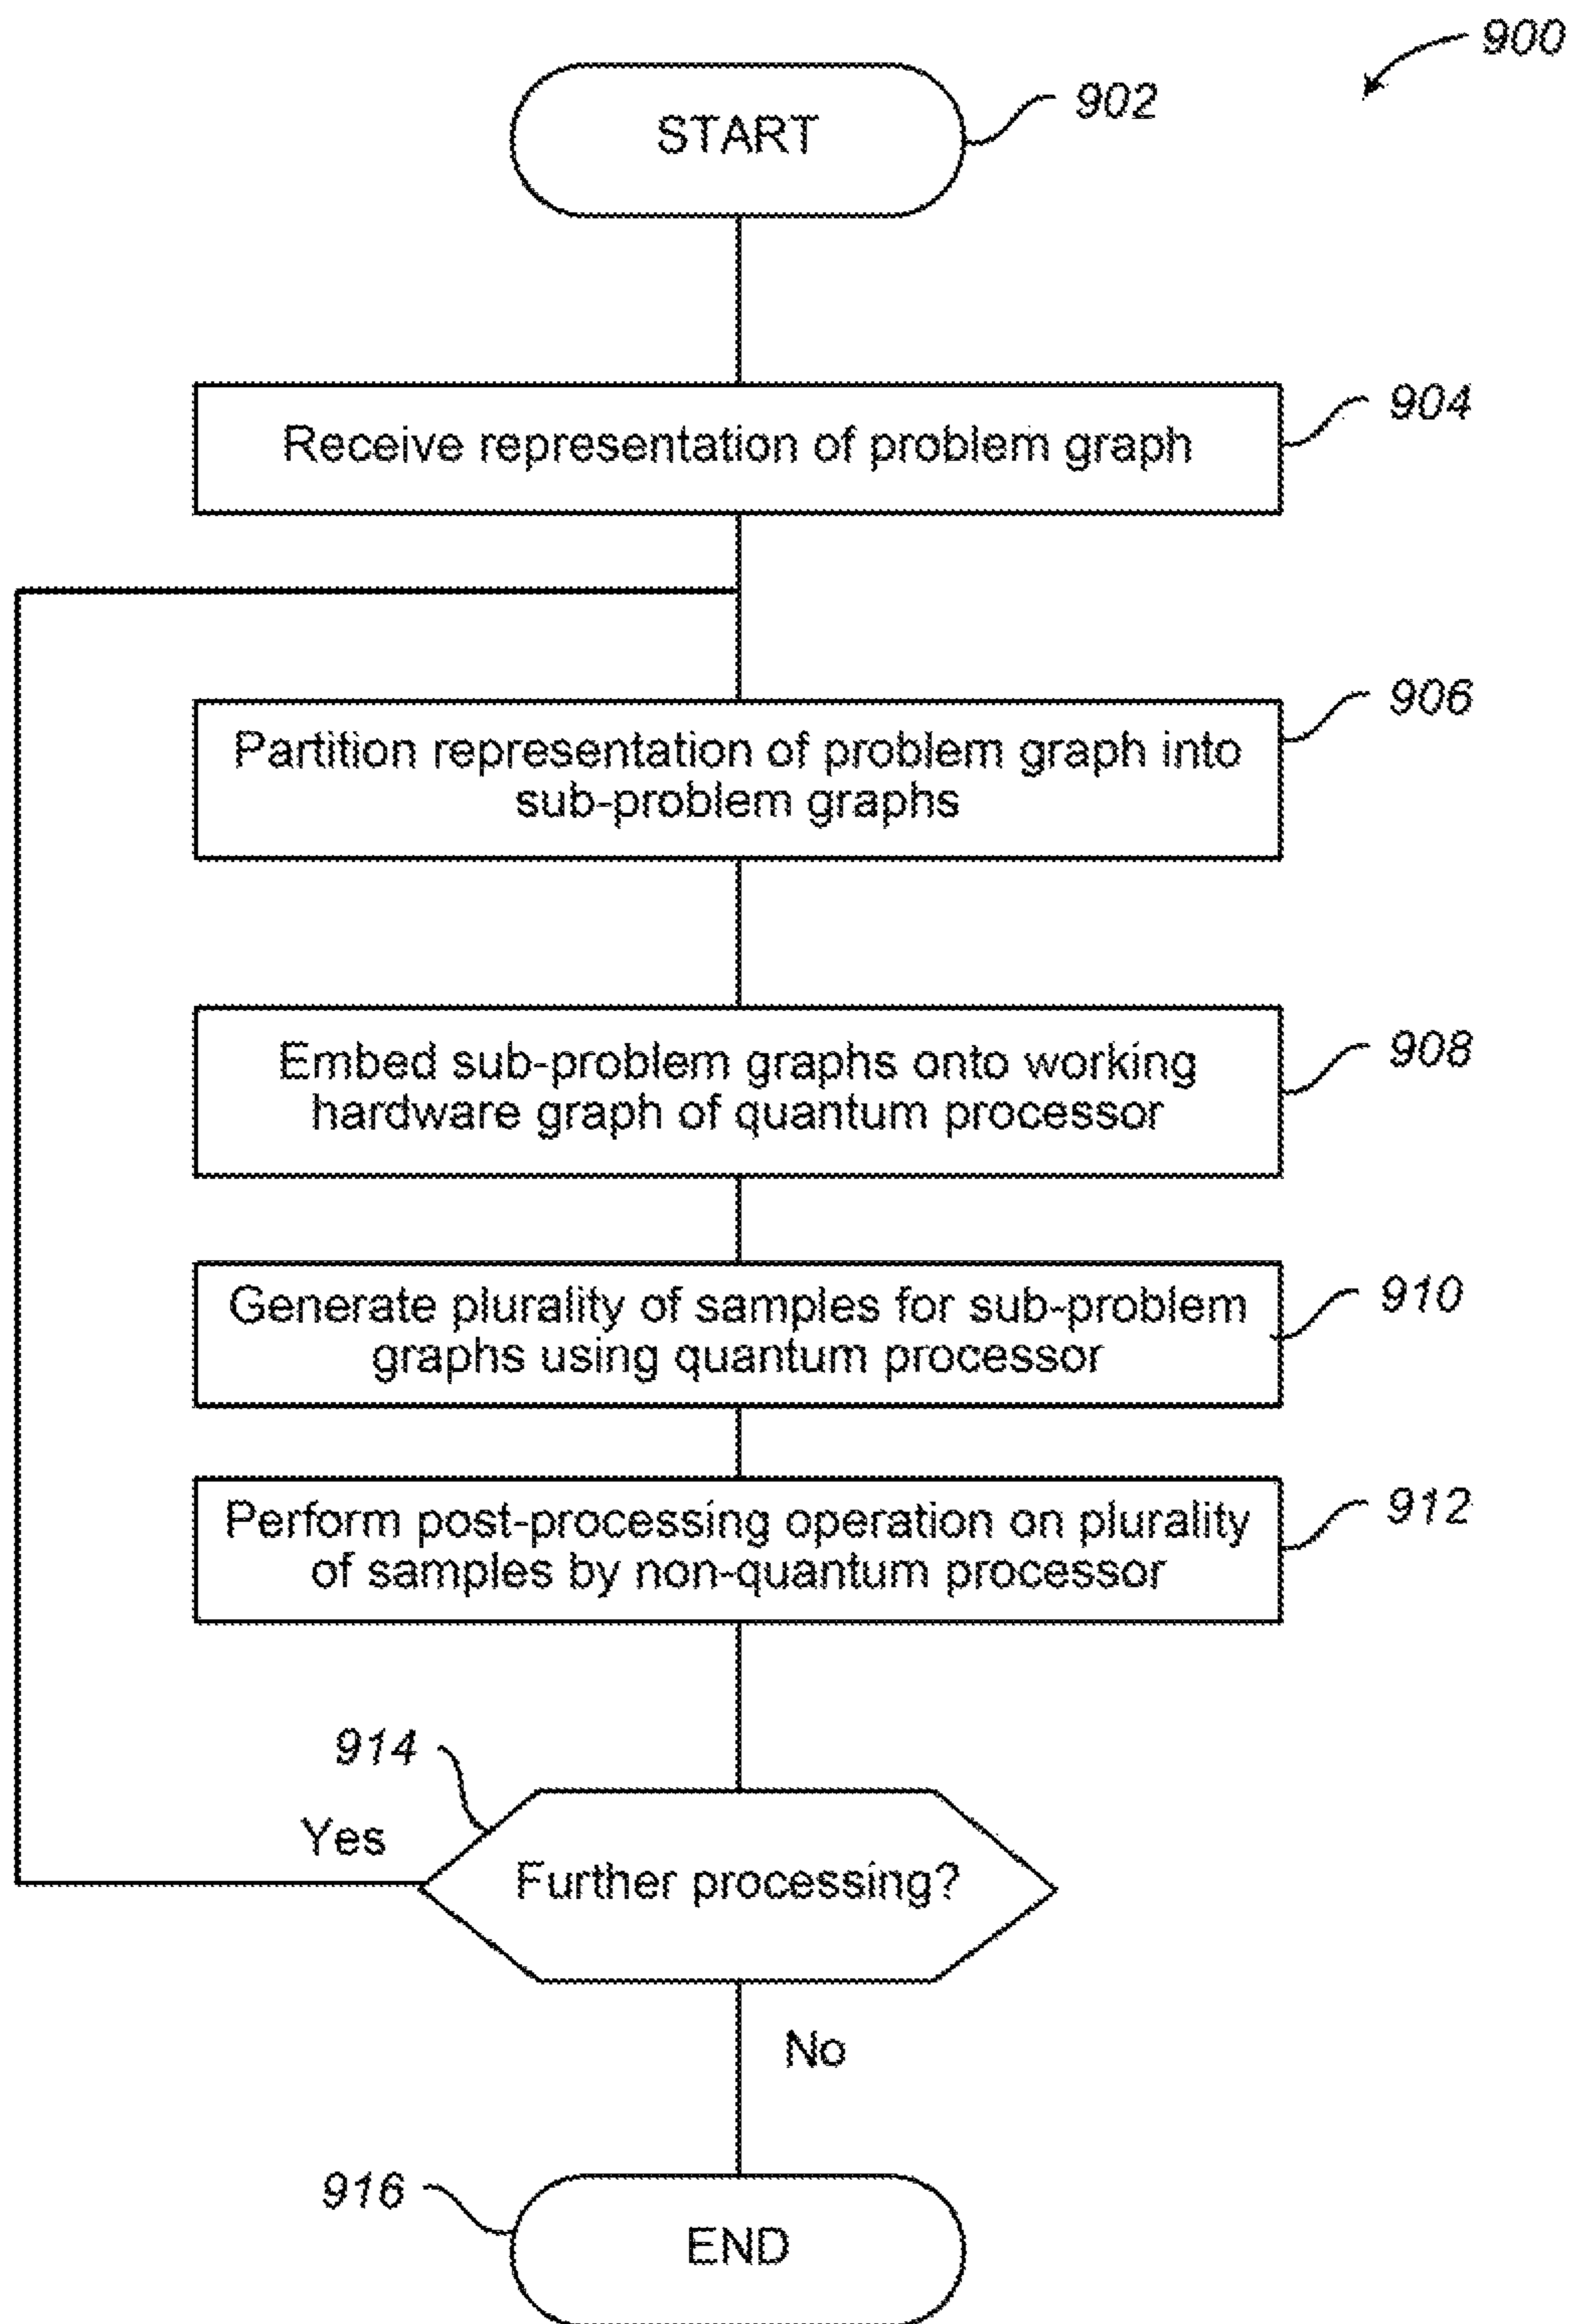 900
START
902
Receive representation of problem graph
904
Partition representation of problem graph into
sub-problem graphs
906
Embed sub-problem graphs onto working
hardware graph of quantum processor
908
Generate plurality of samples for sub-problem
graphs using quantum processor
910
Perform post-processing operation on plurality
of samples by non-quantum processor
912
914
Yes
Further processing?
No
916
END